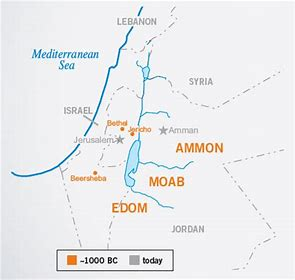 LEBANON
Mediterranean
Sea
SYRIA
ISRAEL
Bethel
Jericho
Amman
Jerusalem
AMMON
Beersheba
MOAB
EDOM
JORDAN
~1000 BC
today